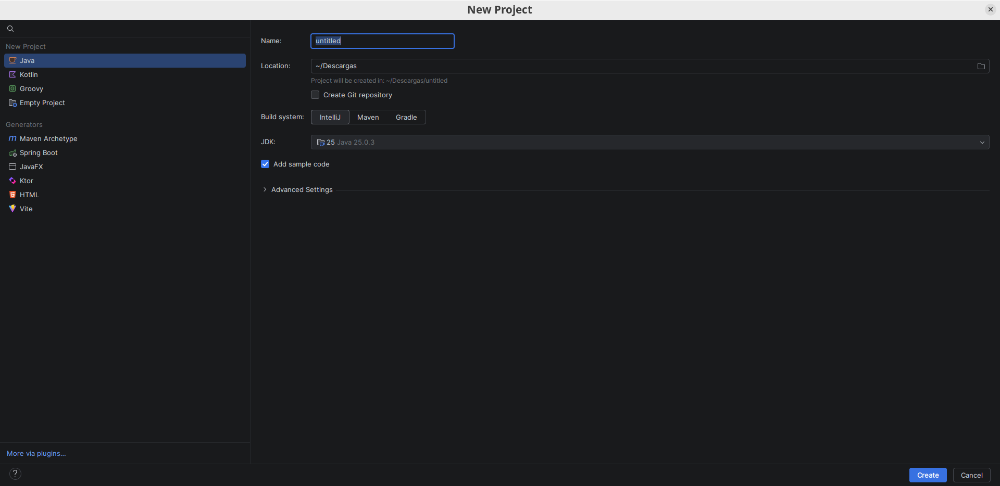 New Project
New Project
Java
Kotlin
Groovy
Empty Project
Generators
Maven Archetype
Spring Boot
JavaFX
Ktor
HTML
Vite
More via plugins...
Name: untitled
Location: ~/Descargas
Project will be created in: ~/Descargas/untitled
Create Git repository
Build system: IntelliJ Maven Gradle
JDK: 25 Java 25.0.3
Add sample code
Advanced Settings
? Create Cancel